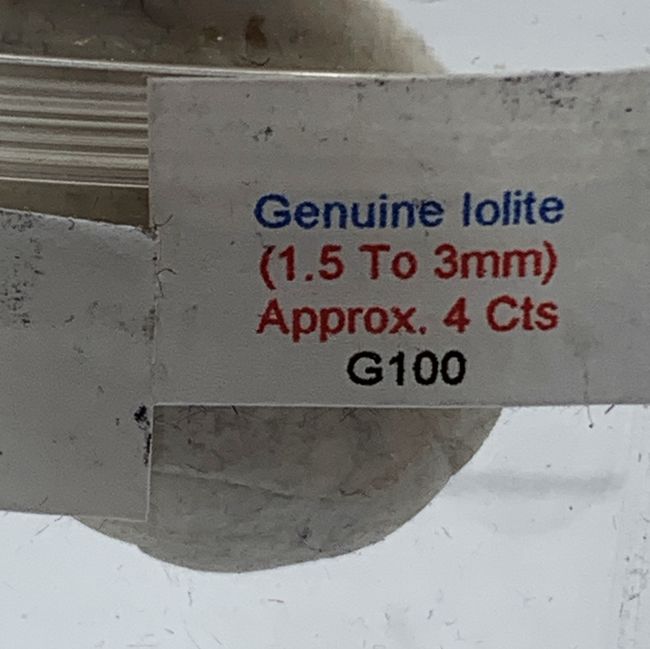 Genuine Iolite
(1.5 To 3mm)
Approx. 4 Cts
G100